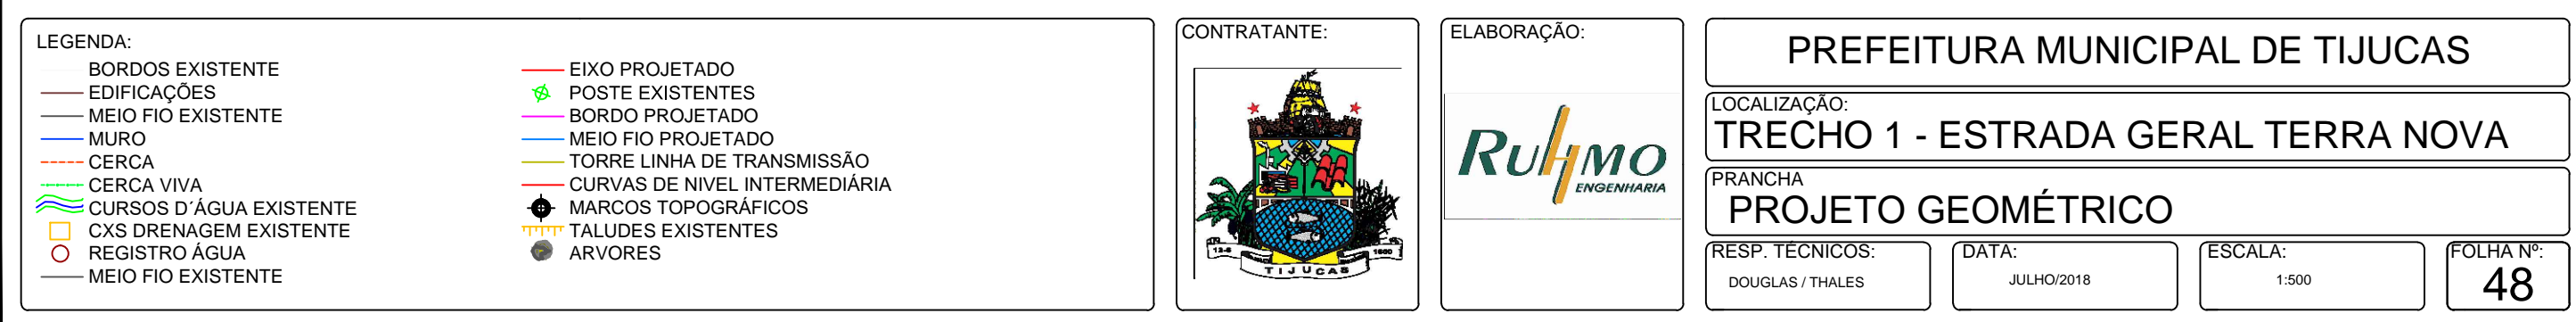 LEGENDA:
BORDOS EXISTENTE
EDIFICAÇÕES
MEIO FIO EXISTENTE
MURO
CERCA
CERCA VIVA
CURSOS D´ÁGUA EXISTENTE
CXS DRENAGEM EXISTENTE
REGISTRO ÁGUA
MEIO FIO EXISTENTE
EIXO PROJETADO
POSTE EXISTENTES
BORDO PROJETADO
MEIO FIO PROJETADO
TORRE LINHA DE TRANSMISSÃO
CURVAS DE NIVEL INTERMEDIÁRIA
MARCOS TOPOGRÁFICOS
TALUDES EXISTENTES
ARVORES
CONTRATANTE:
TIJUCAS
ELABORAÇÃO:
RUHMO
ENGENHARIA
PREFEITURA MUNICIPAL DE TIJUCAS
LOCALIZAÇÃO:
TRECHO 1 - ESTRADA GERAL TERRA NOVA
PRANCHA
PROJETO GEOMÉTRICO
RESP. TÉCNICOS:
DOUGLAS / THALES
DATA:
JULHO/2018
ESCALA:
1:500
FOLHA Nº:
48